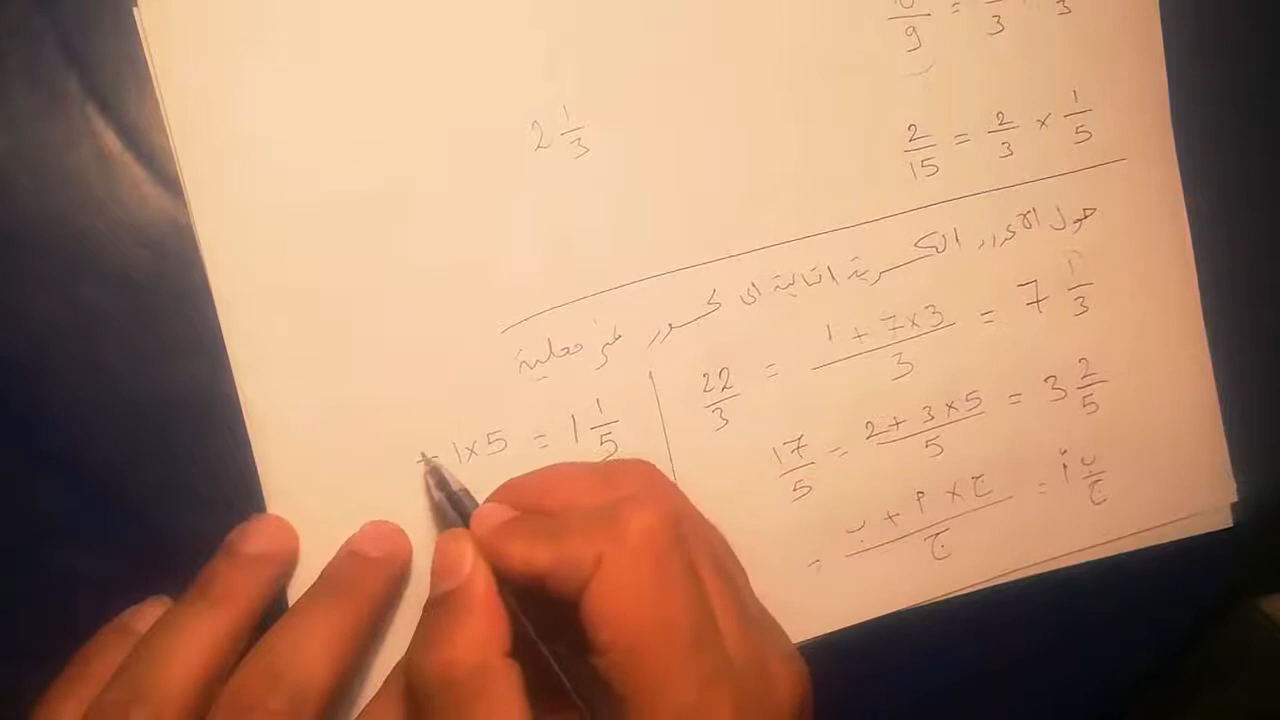 2 1/3
2/15 = 2/3 × 1/5
حول الأعداد الكسرية التالية الى كسور غير فعلية
22/3 = (1 + 7×3)/3 = 7 1/3
17/5 = (2 + 3×5)/5 = 3 2/5
= (ب + أ × ج)/ج = أ ب/ج
+ 1×5 = 1 1/5